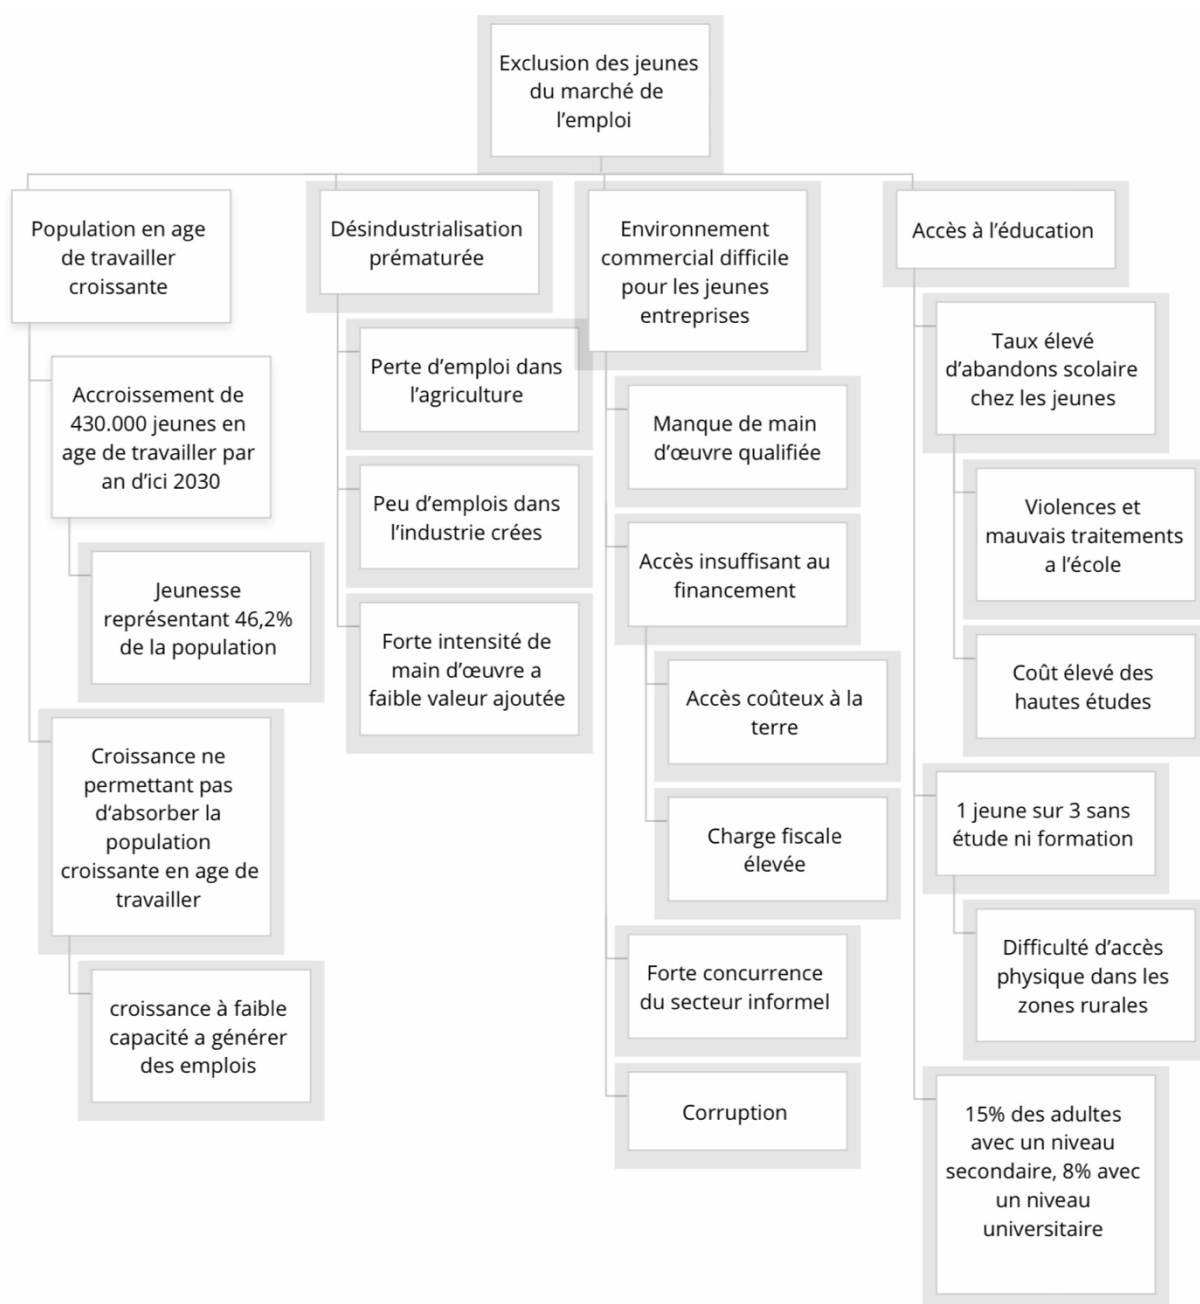 Exclusion des jeunes
du marché de
l’emploi
Population en age
de travailler
croissante
Accroissement de
430.000 jeunes en
age de travailler par
an d’ici 2030
Jeunesse
représentant 46,2%
de la population
Croissance ne
permettant pas
d’absorber la
population
croissante en age de
travailler
croissance à faible
capacité a générer
des emplois
Désindustrialisation
prématurée
Perte d’emploi dans
l’agriculture
Peu d’emplois dans
l’industrie crées
Forte intensité de
main d’œuvre a
faible valeur ajoutée
Environnement
commercial difficile
pour les jeunes
entreprises
Manque de main
d’œuvre qualifiée
Accès insuffisant au
financement
Accès coûteux à la
terre
Charge fiscale
élevée
Forte concurrence
du secteur informel
Corruption
Accès à l’éducation
Taux élevé
d’abandons scolaire
chez les jeunes
Violences et
mauvais traitements
a l’école
Coût élevé des
hautes études
1 jeune sur 3 sans
étude ni formation
Difficulté d’accès
physique dans les
zones rurales
15% des adultes
avec un niveau
secondaire, 8% avec
un niveau
universitaire